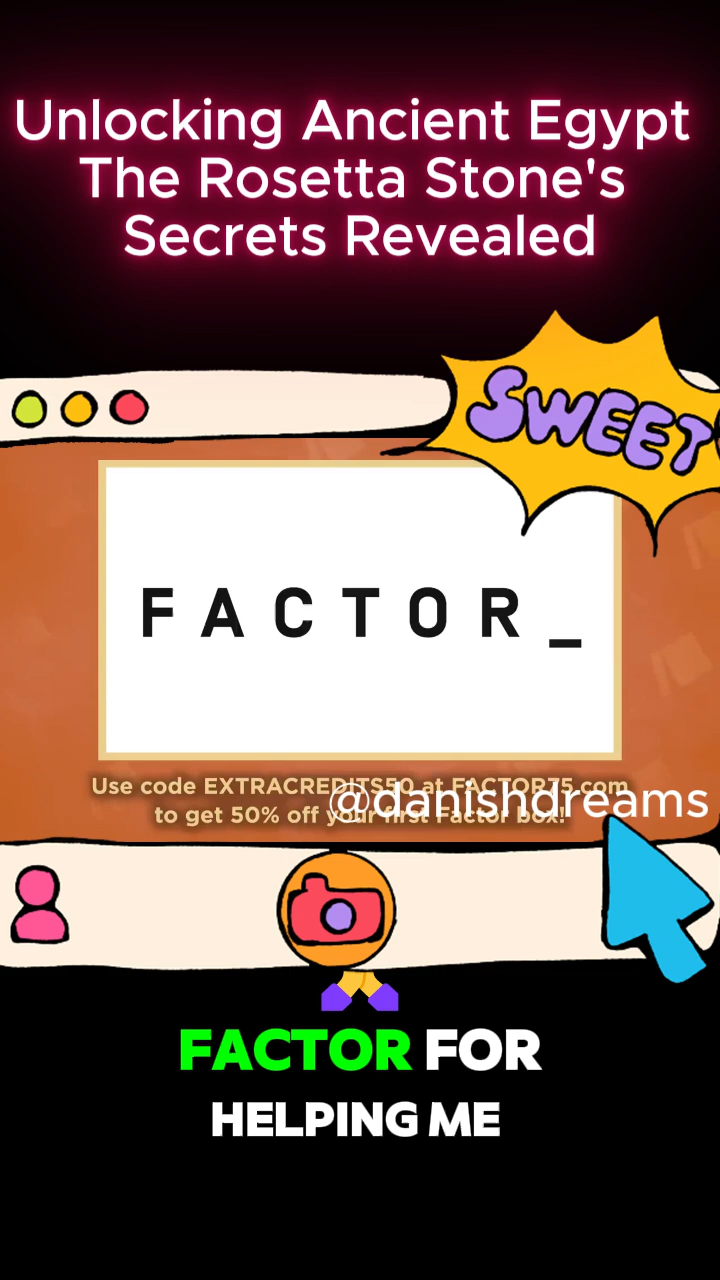 Unlocking Ancient Egypt
The Rosetta Stone's
Secrets Revealed
SWEET
FACTOR_
Use code EXTRACREDITS50 at FACTOR75.com
to get 50% off your first Factor box!
@danishdreams
FACTOR FOR
HELPING ME